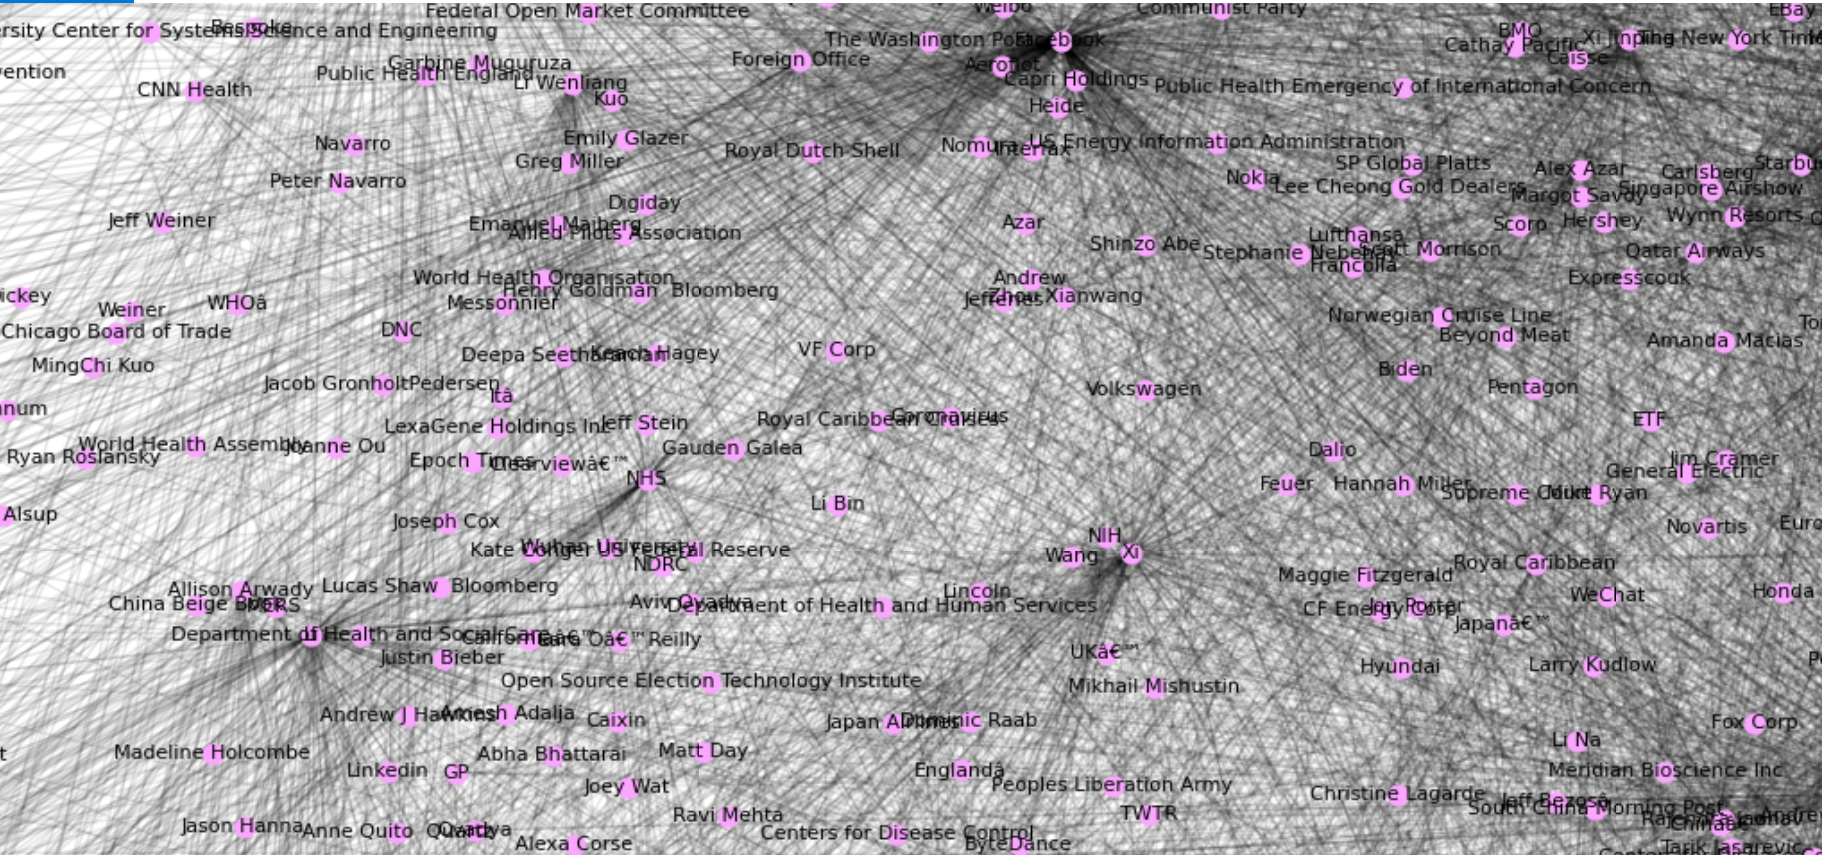 Federal Open Market Committee
Weibo
Communist Party
EBay
rsity Center for Systems Science and Engineering
Bespoke
The Washington Post
Facebook
BMO
Cathay Pacific
Xi Jinping
The New York Time
Caisse
vention
Public Health England
Garbine Muguruza
Foreign Office
Aeroflot
CNN Health
Li Wenliang
Kuo
Capri Holdings
Public Health Emergency of International Concern
Heide
Navarro
Emily Glazer
Greg Miller
Royal Dutch Shell
Nomura
Interfax
US Energy Information Administration
SP Global Platts
Alex Azar
Carlsberg
Starbu
Peter Navarro
Nokia
Lee Cheong Gold Dealers
Margot Savoy
Singapore Airshow
Digiday
Jeff Weiner
Emanuel Maiberg
Allied Pilots Association
Azar
Shinzo Abe
Stephanie Nebehay
Lufthansa
Francolla
Scott Morrison
Scorp
Hershey
Wynn Resorts
Qatar Airways
World Health Organisation
Henry Goldman Bloomberg
Messonnier
Andrew
Jefferies
Zhou Xianwang
Expresscouk
ickey
Weiner
WHOâ
Chicago Board of Trade
DNC
Norwegian Cruise Line
Beyond Meat
Amanda Macias
To
MingChi Kuo
Deepa Seetharaman
Keach Hagey
VF Corp
Biden
Jacob GronholtPedersen
Itâ
Volkswagen
Pentagon
num
LexaGene Holdings Inc
Jeff Stein
Royal Caribbean Cruises
Coronavirus
ETF
World Health Assembly
Joanne Ou
Gauden Galea
Dalio
Ryan Roslansky
Epoch Times
Clearviewâ€™
Jim Cramer
General Electric
NHS
Feuer
Hannah Miller
Supreme Court
Mike Ryan
Alsup
Joseph Cox
Li Bin
Novartis
Euro
Kate Conger
Wuhan University
US Federal Reserve
NDRC
NIH
Wang
Xi
Royal Caribbean
Allison Arwady
Lucas Shaw Bloomberg
Maggie Fitzgerald
China Beige Book
MERS
Aviv Ovadya
Lincoln
Department of Health and Human Services
CF Energy Corp
Jon Porter
WeChat
Honda
Department of Health and Social Care
Li
Californiaâ€™
Cara Oâ€™Reilly
Japanâ€™
Justin Bieber
UKâ€™
Hyundai
Larry Kudlow
Open Source Election Technology Institute
Mikhail Mishustin
Andrew J Hawkins
Amesh Adalja
Caixin
Japan Airlines
Dominic Raab
Fox Corp
Madeline Holcombe
Abha Bhattarai
Matt Day
Li Na
Linkedin
GP
Englandâ
Meridian Bioscience Inc
Joey Wat
Peoples Liberation Army
Christine Lagarde
Jeff Bezosâ
South China Morning Post
Ravi Mehta
TWTR
Jason Hanna
Anne Quito Quartz
Ovadya
Centers for Disease Control
Chinaâ€
Alexa Corse
ByteDance
Tarik Jasarevic